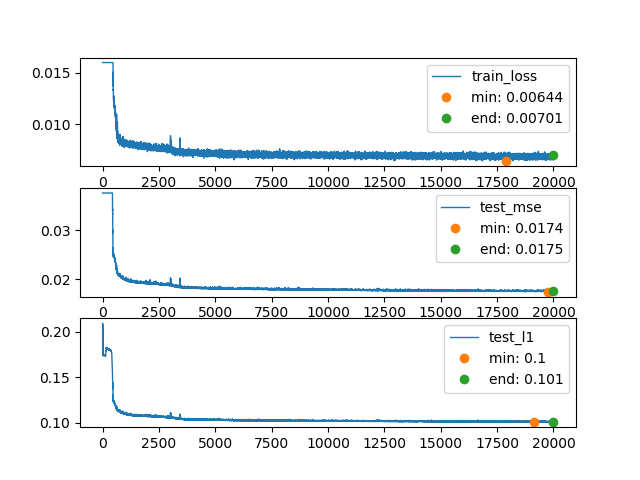 train_loss
min: 0.00644
end: 0.00701
0.015
0.010
0 2500 5000 7500 10000 12500 15000 17500 20000
test_mse
min: 0.0174
end: 0.0175
0.03
0.02
0 2500 5000 7500 10000 12500 15000 17500 20000
test_l1
min: 0.1
end: 0.101
0.20
0.15
0.10
0 2500 5000 7500 10000 12500 15000 17500 20000